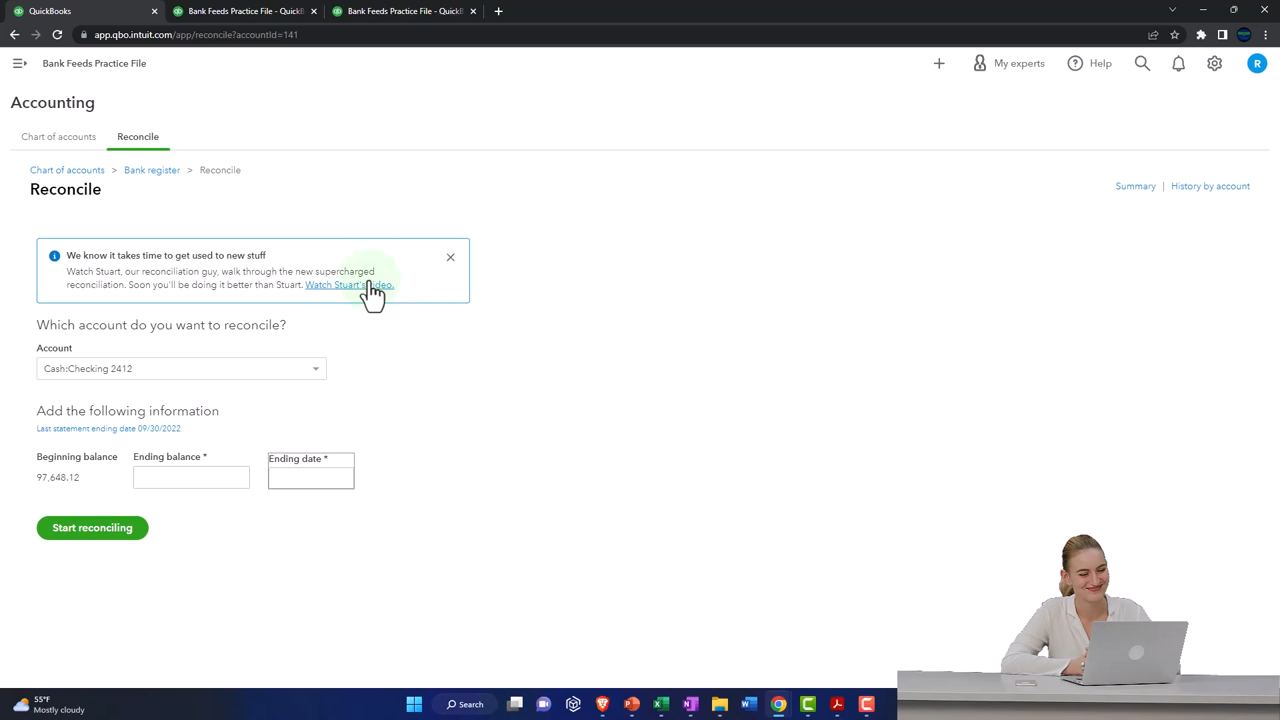 QuickBooks
Bank Feeds Practice File - QuickB
Bank Feeds Practice File - QuickB
app.qbo.intuit.com/app/reconcile?accountId=141
Bank Feeds Practice File
My experts
Help
R
Accounting
Chart of accounts
Reconcile
Chart of accounts > Bank register > Reconcile
Reconcile
Summary | History by account
We know it takes time to get used to new stuff
Watch Stuart, our reconciliation guy, walk through the new supercharged
reconciliation. Soon you'll be doing it better than Stuart. Watch Stuart's video.
Which account do you want to reconcile?
Account
Cash:Checking 2412
Add the following information
Last statement ending date 09/30/2022
Beginning balance
Ending balance *
Ending date *
97,648.12
Start reconciling
55°F
Mostly cloudy
Search